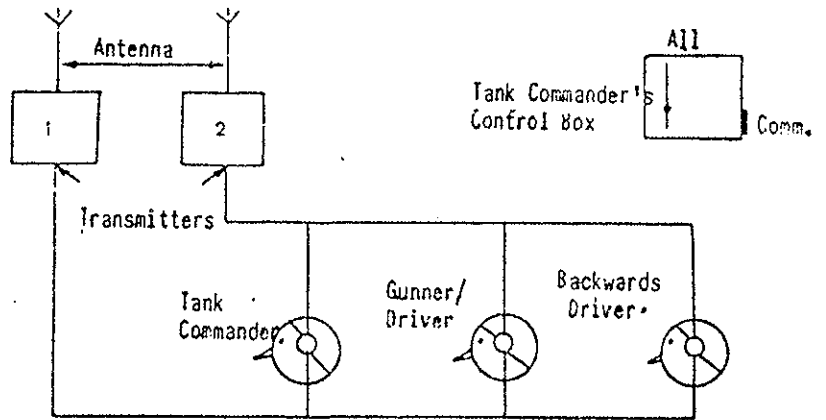 Antenna
All
Tank Commander's
Control Box
Comm.
1
2
Transmitters
Tank
Commander
Gunner/
Driver
Backwards
Driver.